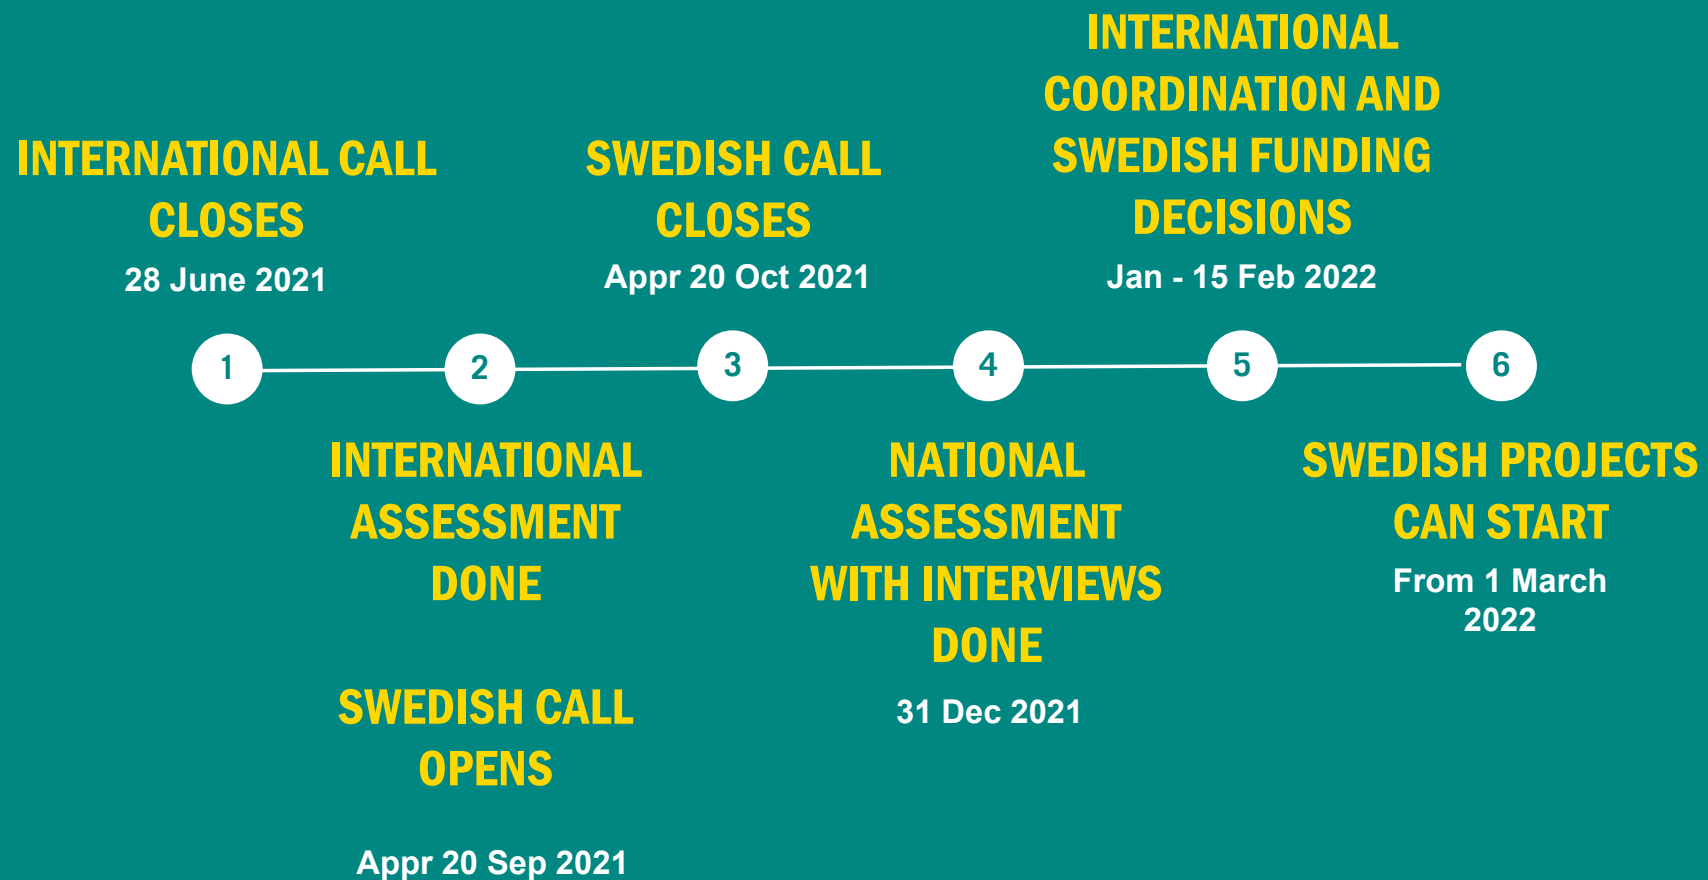 INTERNATIONAL CALL
CLOSES
28 June 2021
SWEDISH CALL
CLOSES
Appr 20 Oct 2021
INTERNATIONAL
COORDINATION AND
SWEDISH FUNDING
DECISIONS
Jan - 15 Feb 2022
1
2
3
4
5
6
INTERNATIONAL
ASSESSMENT
DONE
SWEDISH CALL
OPENS
Appr 20 Sep 2021
NATIONAL
ASSESSMENT
WITH INTERVIEWS
DONE
31 Dec 2021
SWEDISH PROJECTS
CAN START
From 1 March
2022